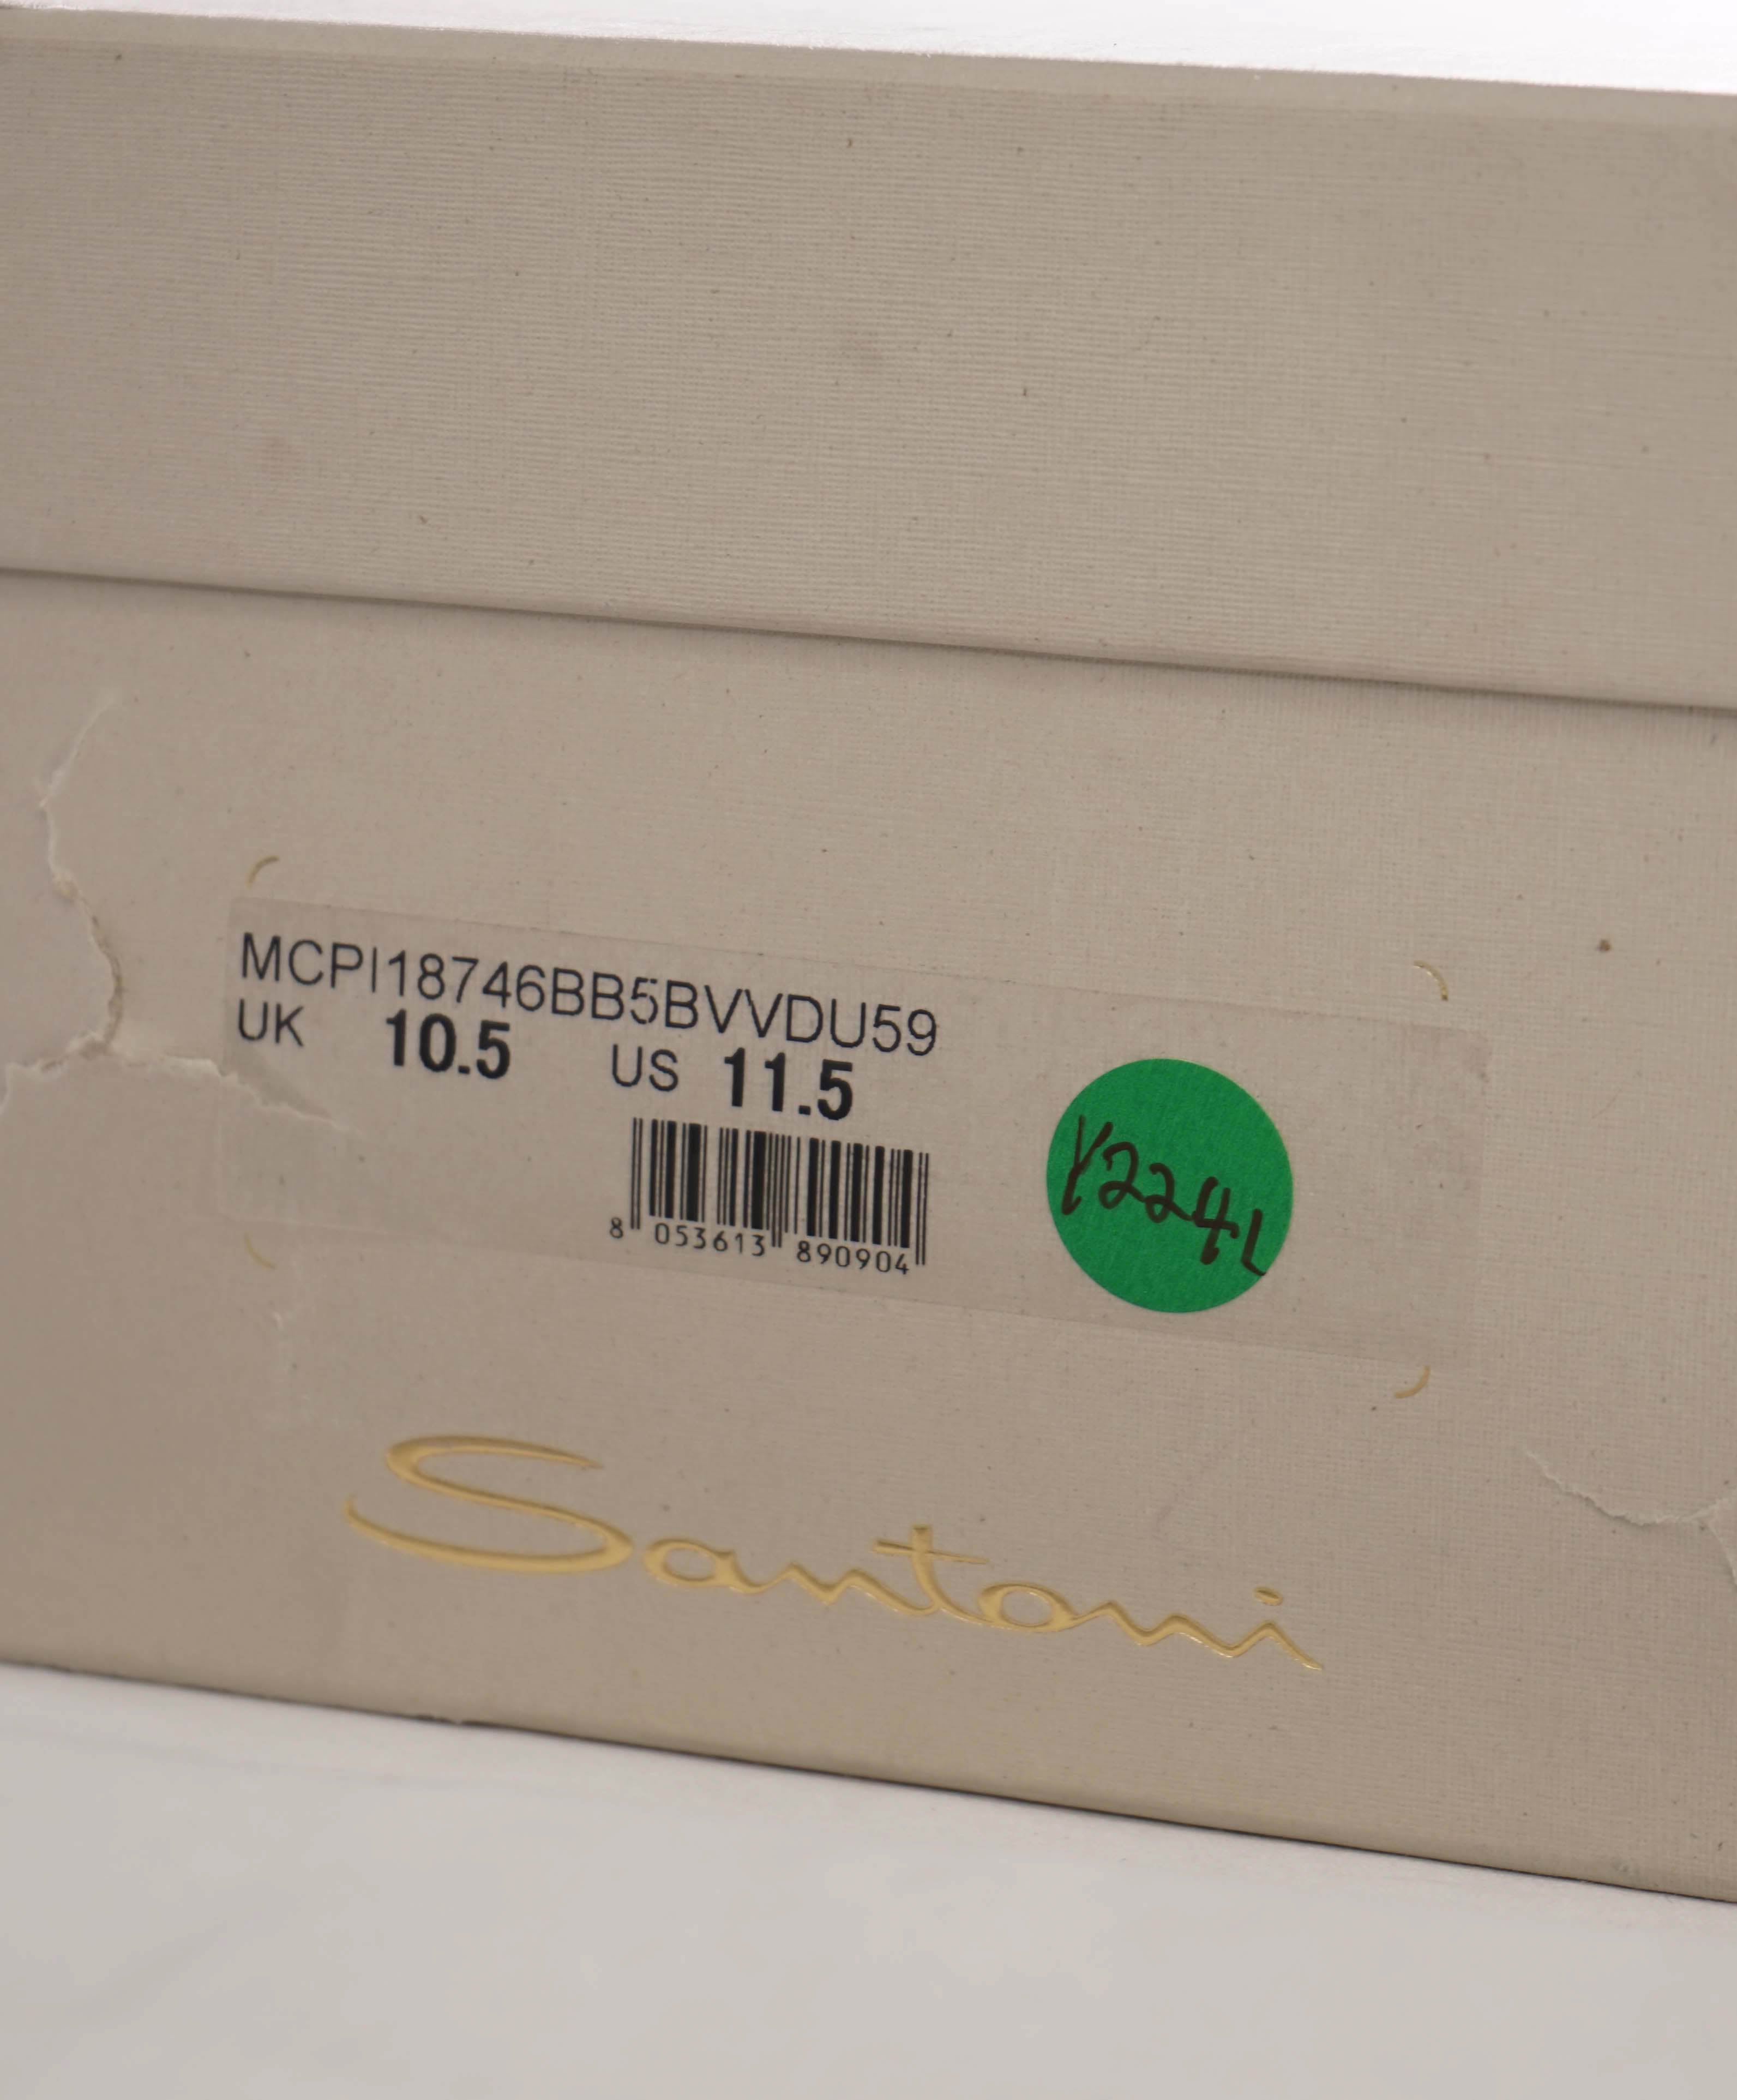 MCPI18746BB5BVVDU59
UK 10.5 US 11.5
8 053613 890904
Y224L
Santoni